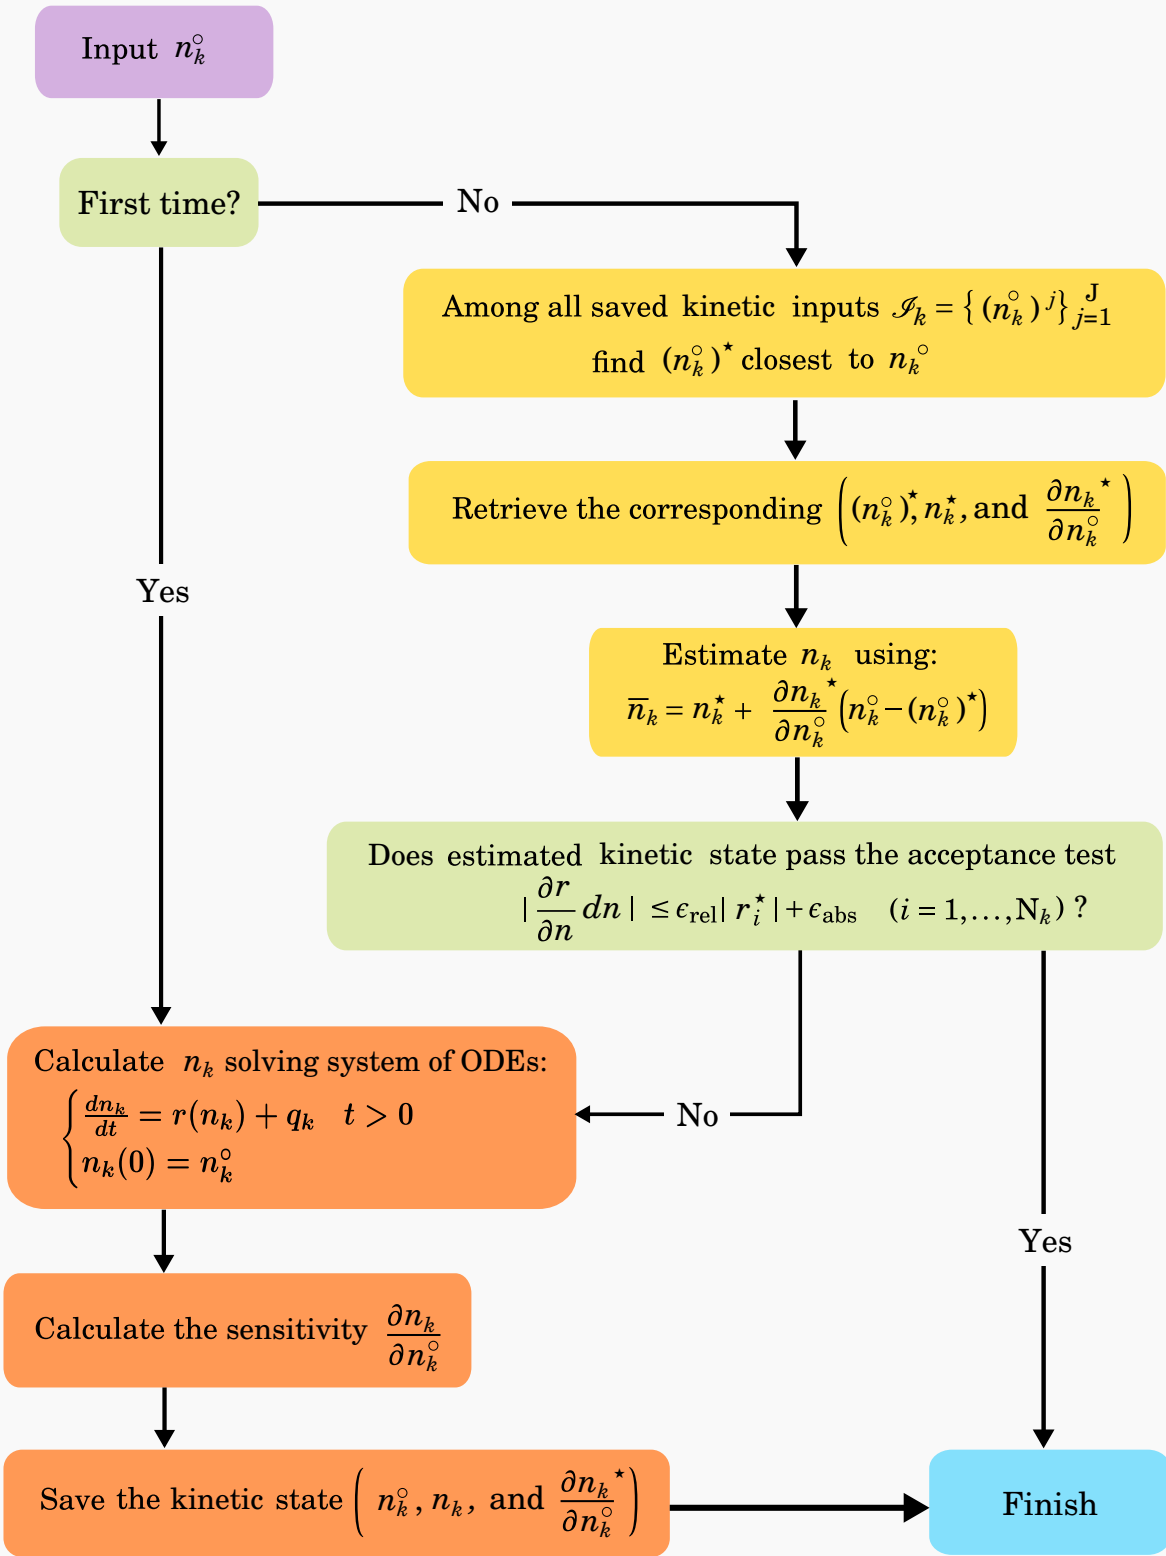 Input n_k°
First time?
No
Among all saved kinetic inputs 𝒥_k = { (n_k°)^j }_{j=1}^J
find (n_k°)^★ closest to n_k°
Retrieve the corresponding ( (n_k°)^★, n_k^★, and ∂n_k^★/∂n_k° )
Yes
Estimate n_k using:
n̅_k = n_k^★ + ∂n_k^★/∂n_k° (n_k° − (n_k°)^★)
Does estimated kinetic state pass the acceptance test
| ∂r/∂n dn | ≤ ϵ_rel | r_i^★ | + ϵ_abs (i = 1,…,N_k) ?
Calculate n_k solving system of ODEs:
{ dn_k/dt = r(n_k) + q_k t > 0
n_k(0) = n_k°
No
Yes
Calculate the sensitivity ∂n_k/∂n_k°
Save the kinetic state ( n_k°, n_k, and ∂n_k^★/∂n_k° )
Finish